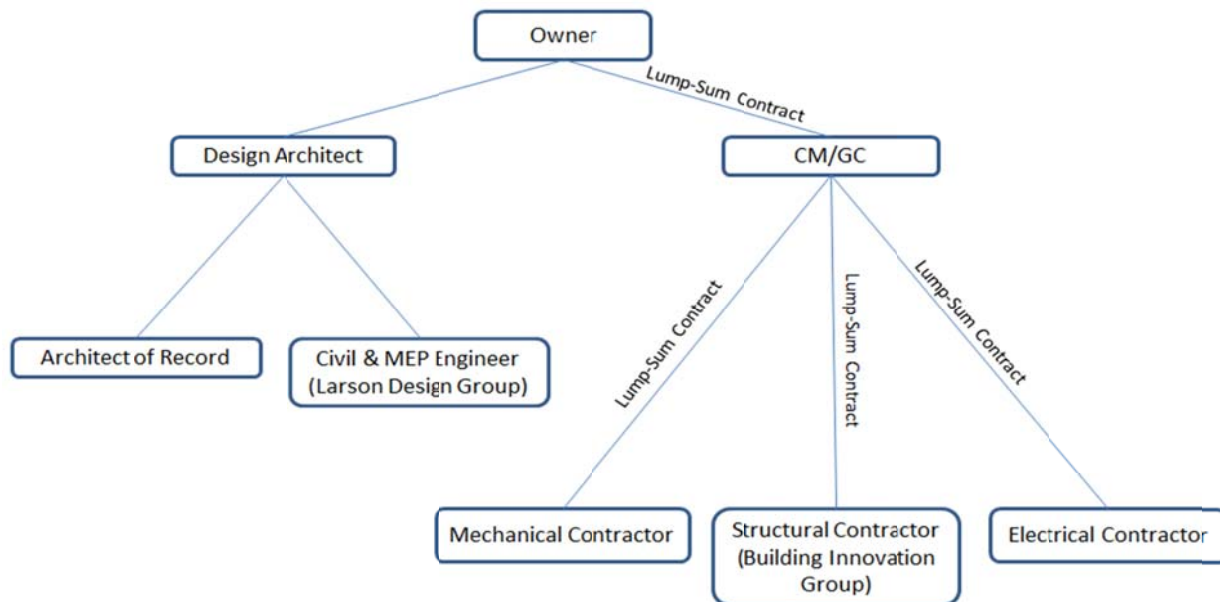 Owner
Lump-Sum Contract
Design Architect
CM/GC
Architect of Record
Civil & MEP Engineer
(Larson Design Group)
Lump-Sum Contract
Lump-Sum Contract
Lump-Sum Contract
Mechanical Contractor
Structural Contractor
(Building Innovation
Group)
Electrical Contractor